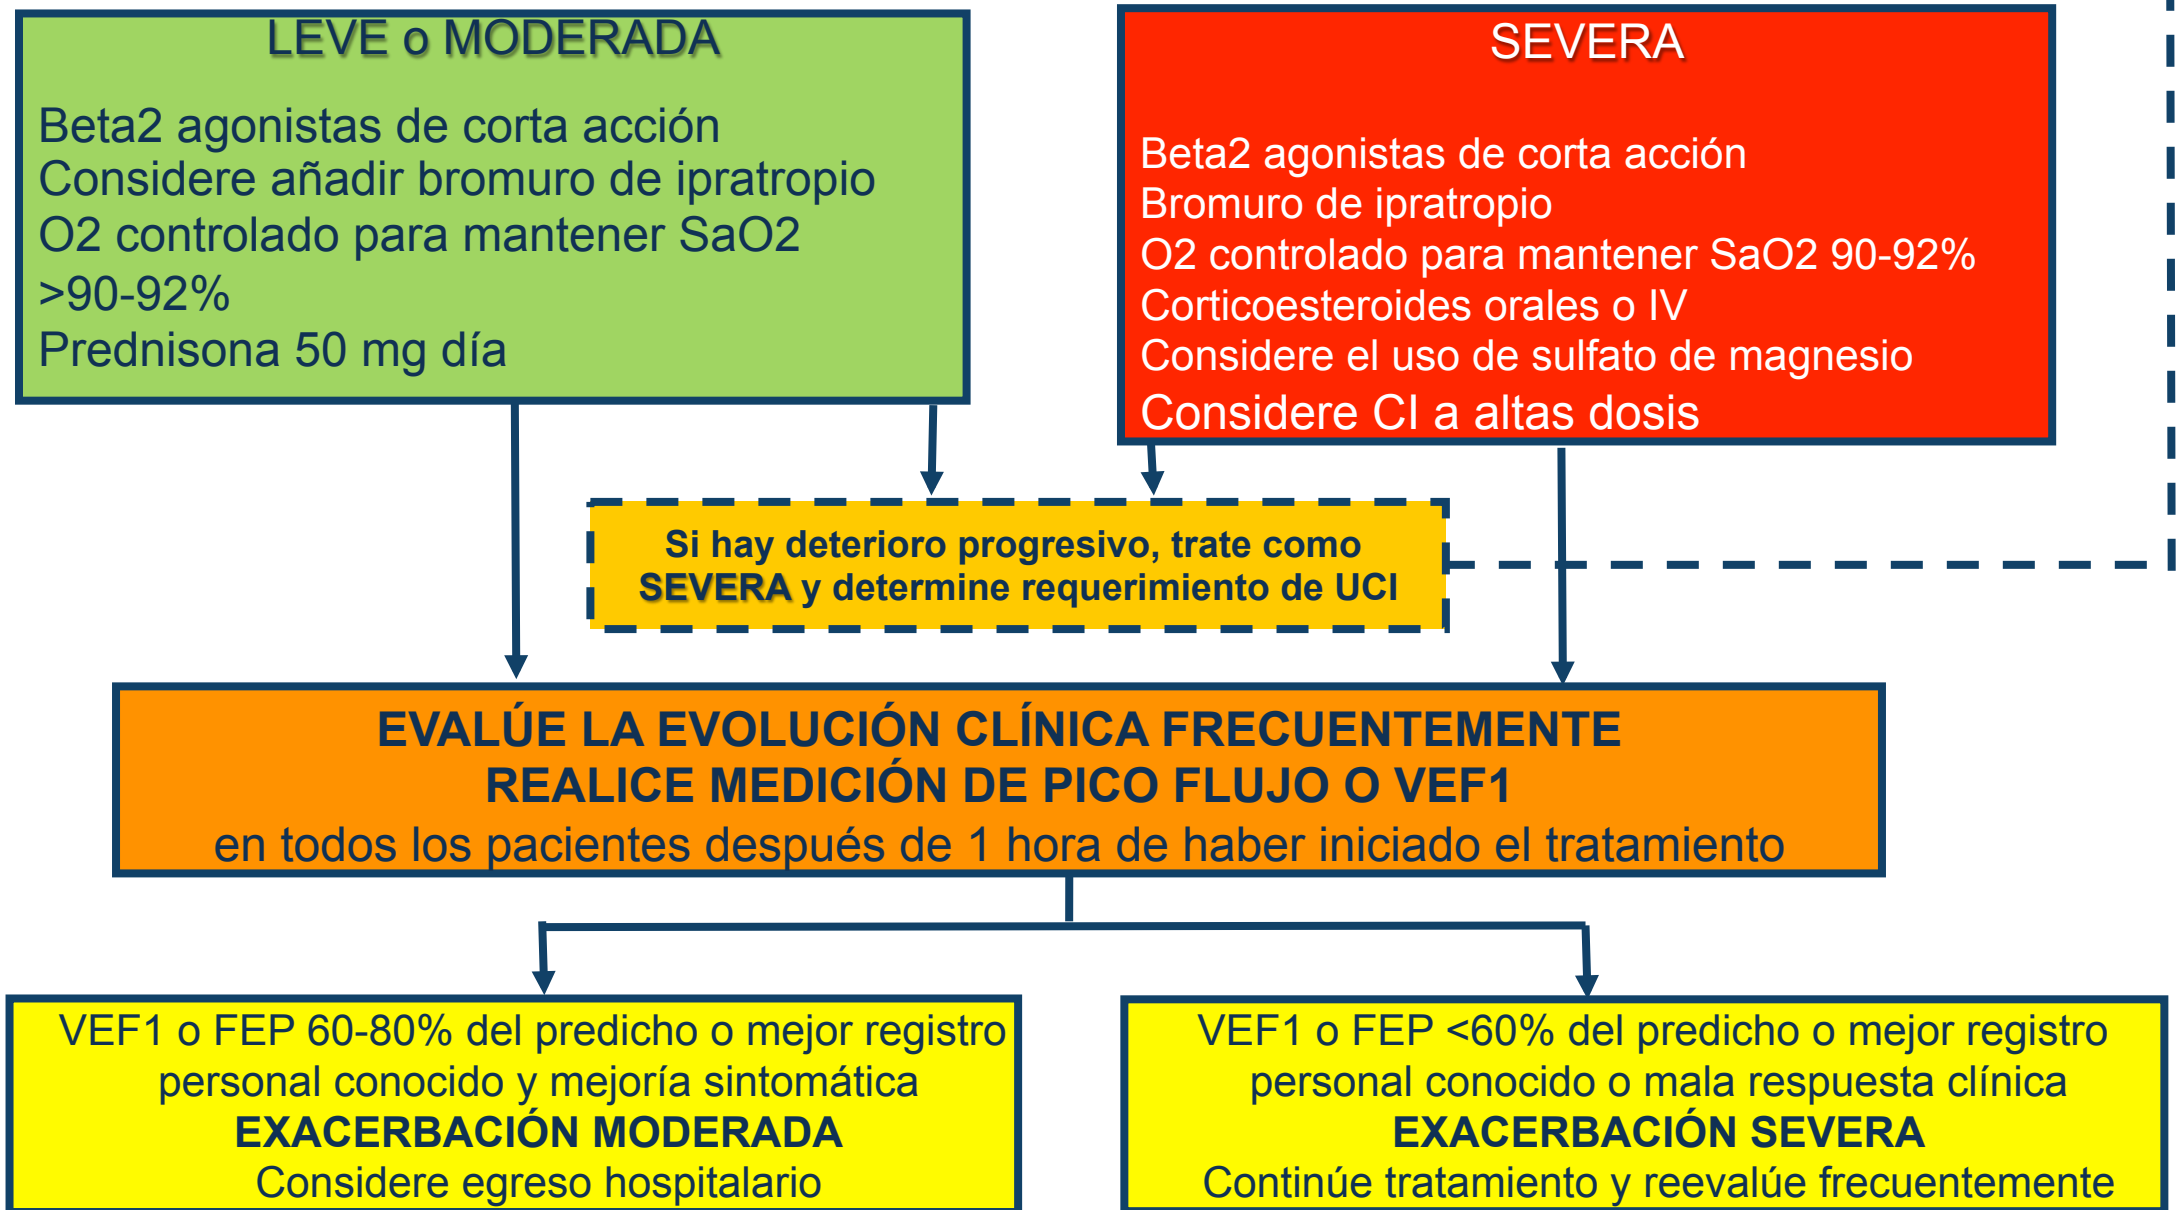 LEVE o MODERADA
Beta2 agonistas de corta acción
Considere añadir bromuro de ipratropio
O2 controlado para mantener SaO2
>90-92%
Prednisona 50 mg día
SEVERA
Beta2 agonistas de corta acción
Bromuro de ipratropio
O2 controlado para mantener SaO2 90-92%
Corticoesteroides orales o IV
Considere el uso de sulfato de magnesio
Considere CI a altas dosis
Si hay deterioro progresivo, trate como
SEVERA y determine requerimiento de UCI
EVALÚE LA EVOLUCIÓN CLÍNICA FRECUENTEMENTE
REALICE MEDICIÓN DE PICO FLUJO O VEF1
en todos los pacientes después de 1 hora de haber iniciado el tratamiento
VEF1 o FEP 60-80% del predicho o mejor registro
personal conocido y mejoría sintomática
EXACERBACIÓN MODERADA
Considere egreso hospitalario
VEF1 o FEP <60% del predicho o mejor registro
personal conocido o mala respuesta clínica
EXACERBACIÓN SEVERA
Continúe tratamiento y reevalúe frecuentemente